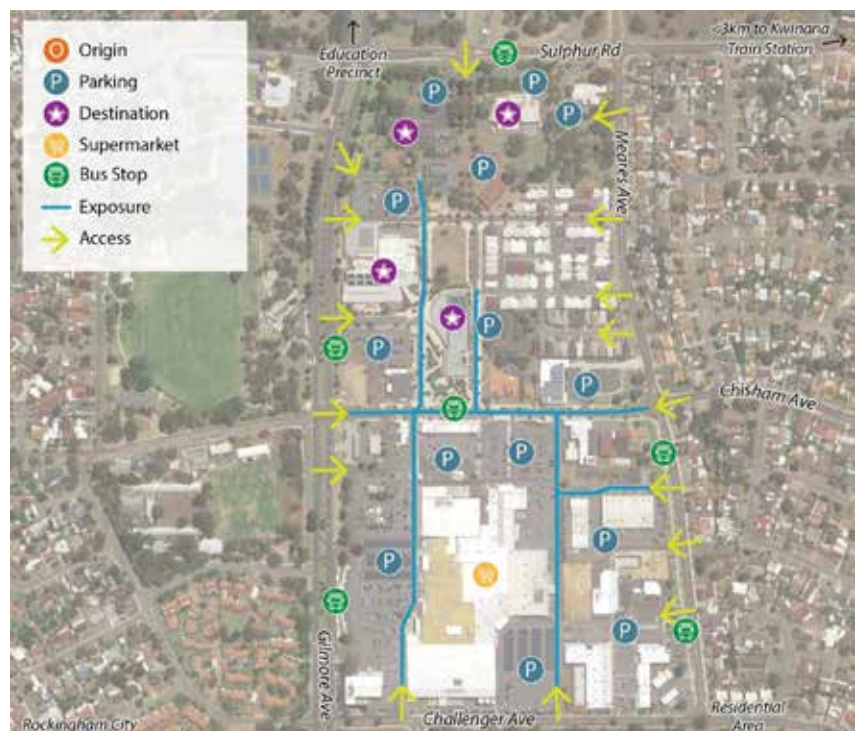 Origin
Parking
Destination
Supermarket
Bus Stop
Exposure
Access
Education
Precinct
Sulphur Rd
<3km to Kwinana
Train Station
Meares Ave
Chisham Ave
Gilmore Ave
Challenger Ave
Rockingham City
Residential
Area
O
P
W
P
P
P
P
P
P
P
P
P
P
P
P
P
P
W